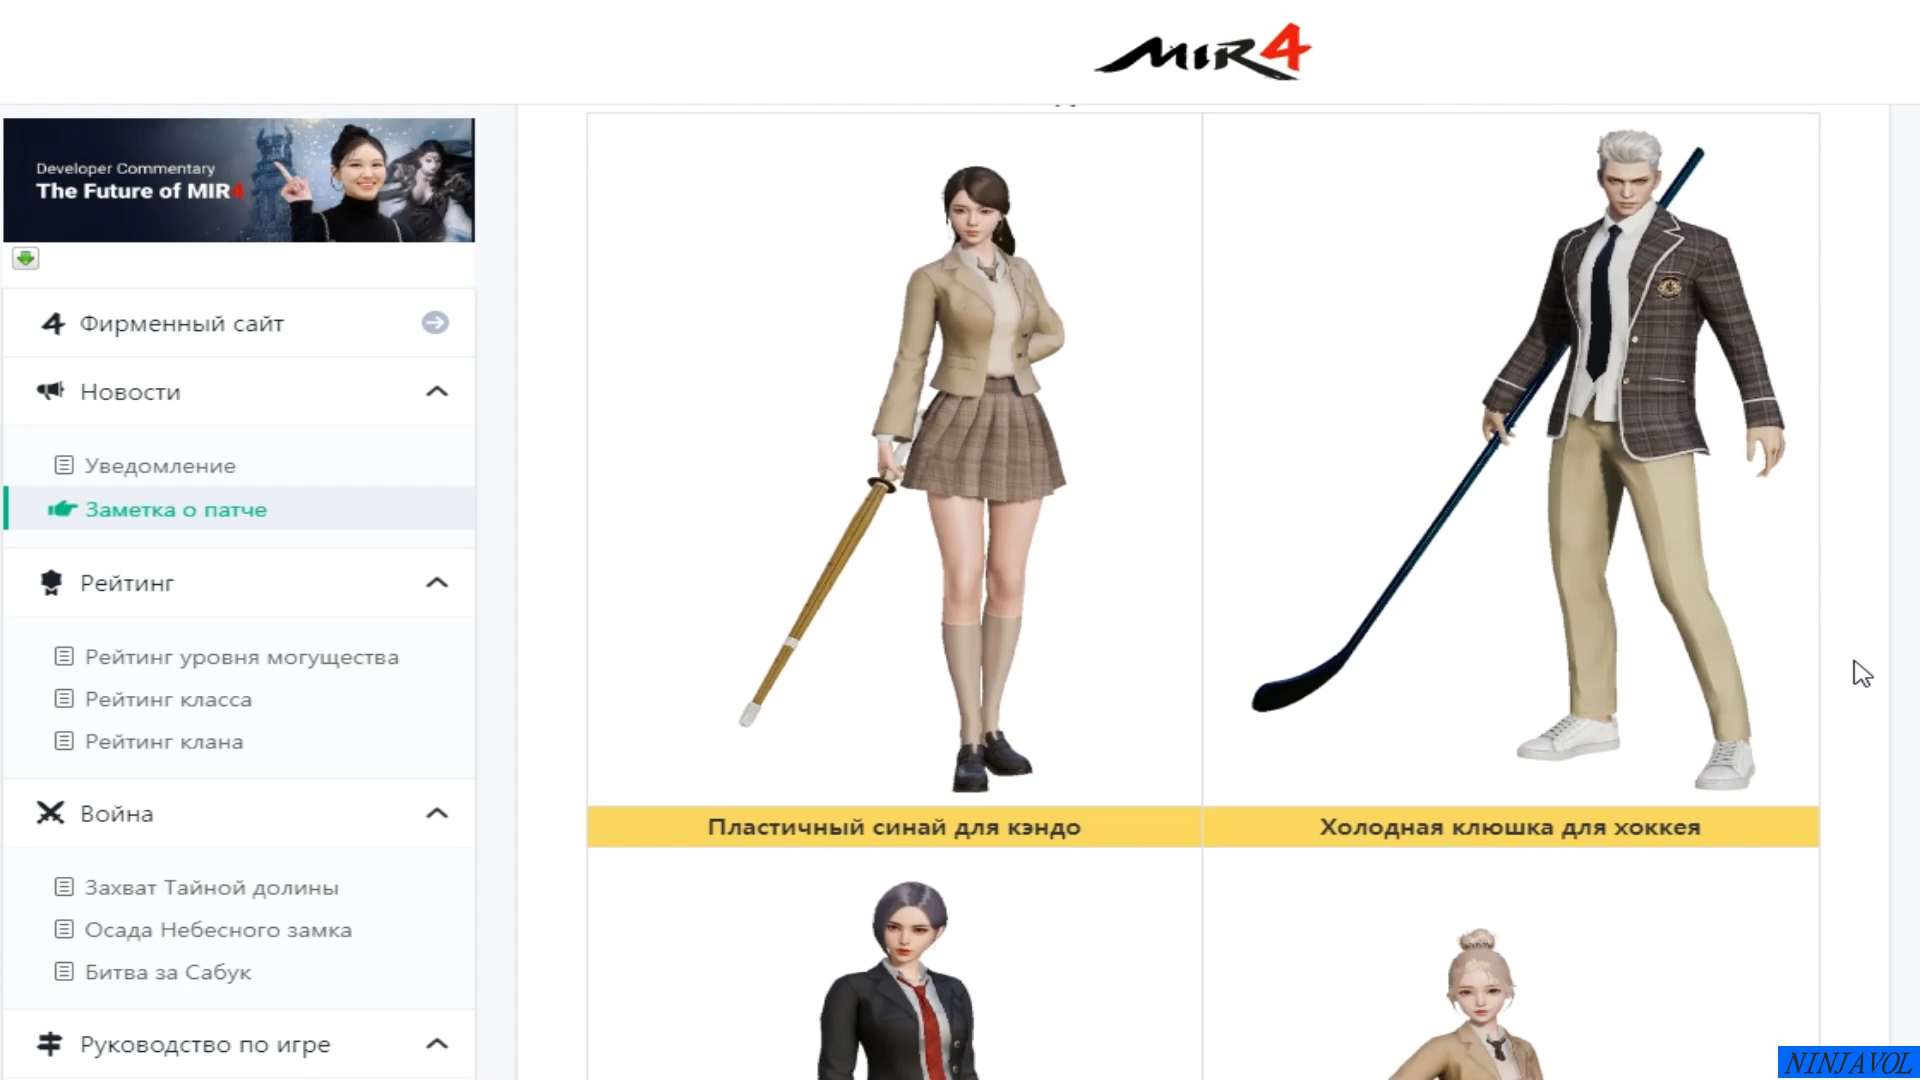 MIR4
Developer Commentary
The Future of MIR4
4 Фирменный сайт
Новости
Уведомление
Заметка о патче
Рейтинг
Рейтинг уровня могущества
Рейтинг класса
Рейтинг клана
Война
Захват Тайной долины
Осада Небесного замка
Битва за Сабук
Руководство по игре
Пластичный синай для кэндо
Холодная клюшка для хоккея
NINJAVOL